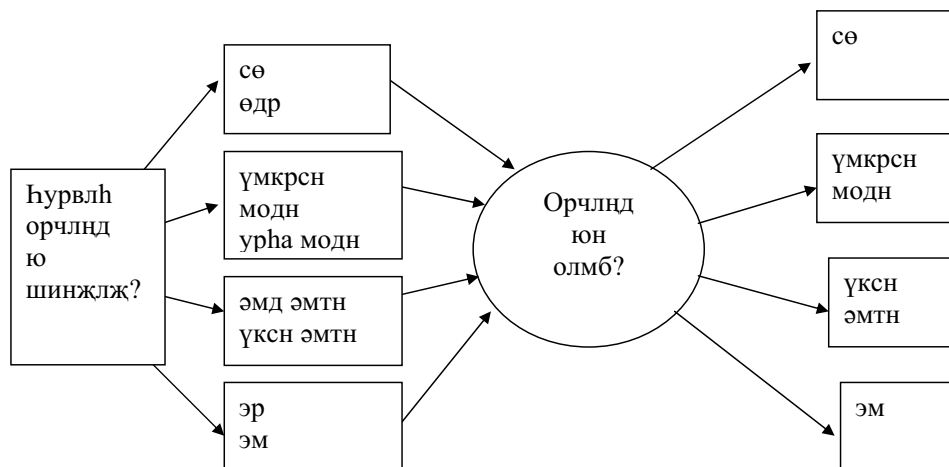 Һурвлһ
орчлңд
ю
шинҗлҗ?
сө
өдр
үмкрсн
модн
урһа модн
әмд әмтн
үксн әмтн
эр
эм
Орчлңд
юн
олмб?
сө
үмкрсн
модн
үксн
әмтн
эм